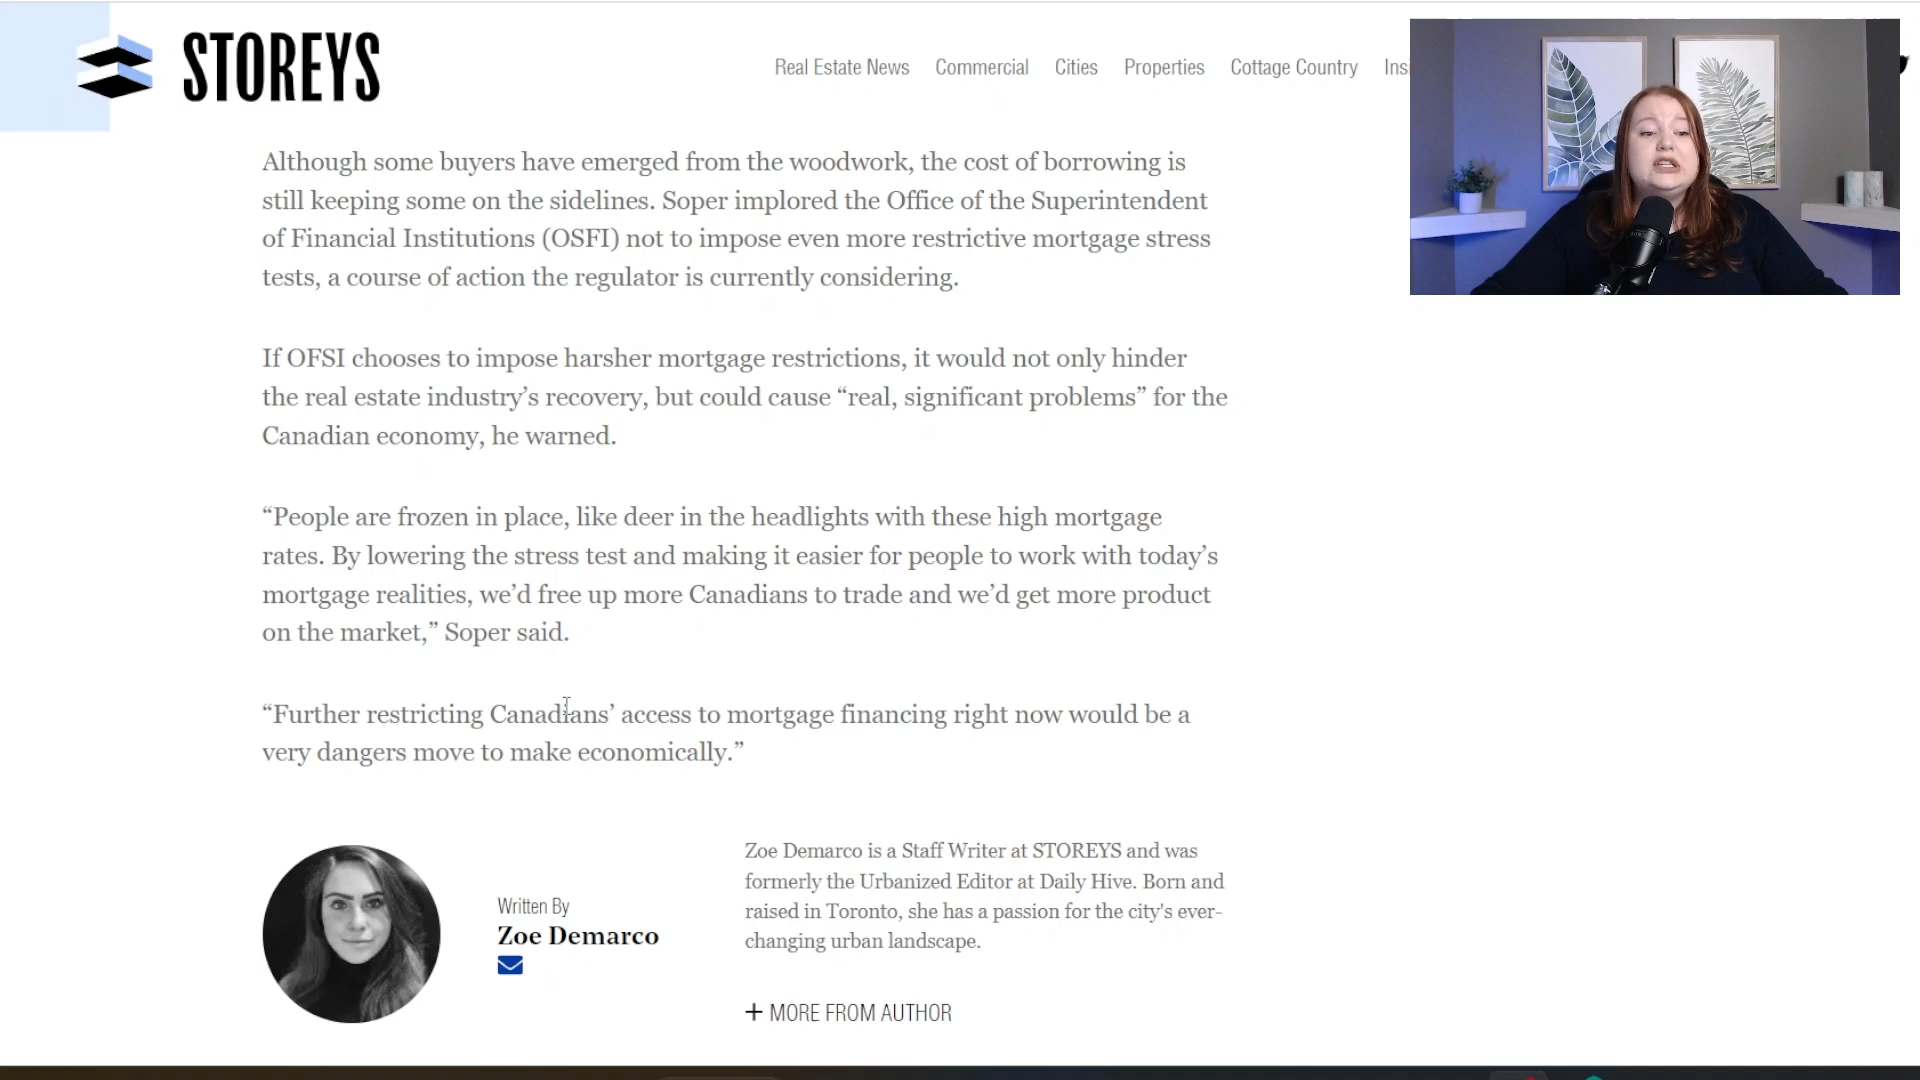 STOREYS
Real Estate News Commercial Cities Properties Cottage Country Insi
Although some buyers have emerged from the woodwork, the cost of borrowing is
still keeping some on the sidelines. Soper implored the Office of the Superintendent
of Financial Institutions (OSFI) not to impose even more restrictive mortgage stress
tests, a course of action the regulator is currently considering.
If OFSI chooses to impose harsher mortgage restrictions, it would not only hinder
the real estate industry’s recovery, but could cause “real, significant problems” for the
Canadian economy, he warned.
“People are frozen in place, like deer in the headlights with these high mortgage
rates. By lowering the stress test and making it easier for people to work with today’s
mortgage realities, we’d free up more Canadians to trade and we’d get more product
on the market,” Soper said.
“Further restricting Canadians’ access to mortgage financing right now would be a
very dangers move to make economically.”
Written By
Zoe Demarco
Zoe Demarco is a Staff Writer at STOREYS and was
formerly the Urbanized Editor at Daily Hive. Born and
raised in Toronto, she has a passion for the city's ever-
changing urban landscape.
+ MORE FROM AUTHOR